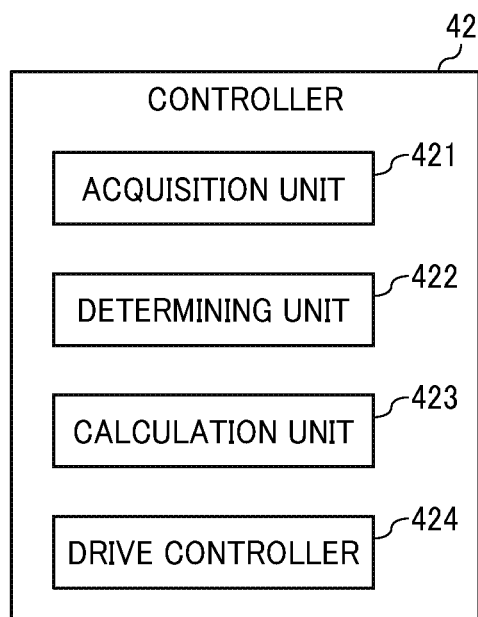 42
CONTROLLER
ACQUISITION UNIT
421
DETERMINING UNIT
422
CALCULATION UNIT
423
DRIVE CONTROLLER
424